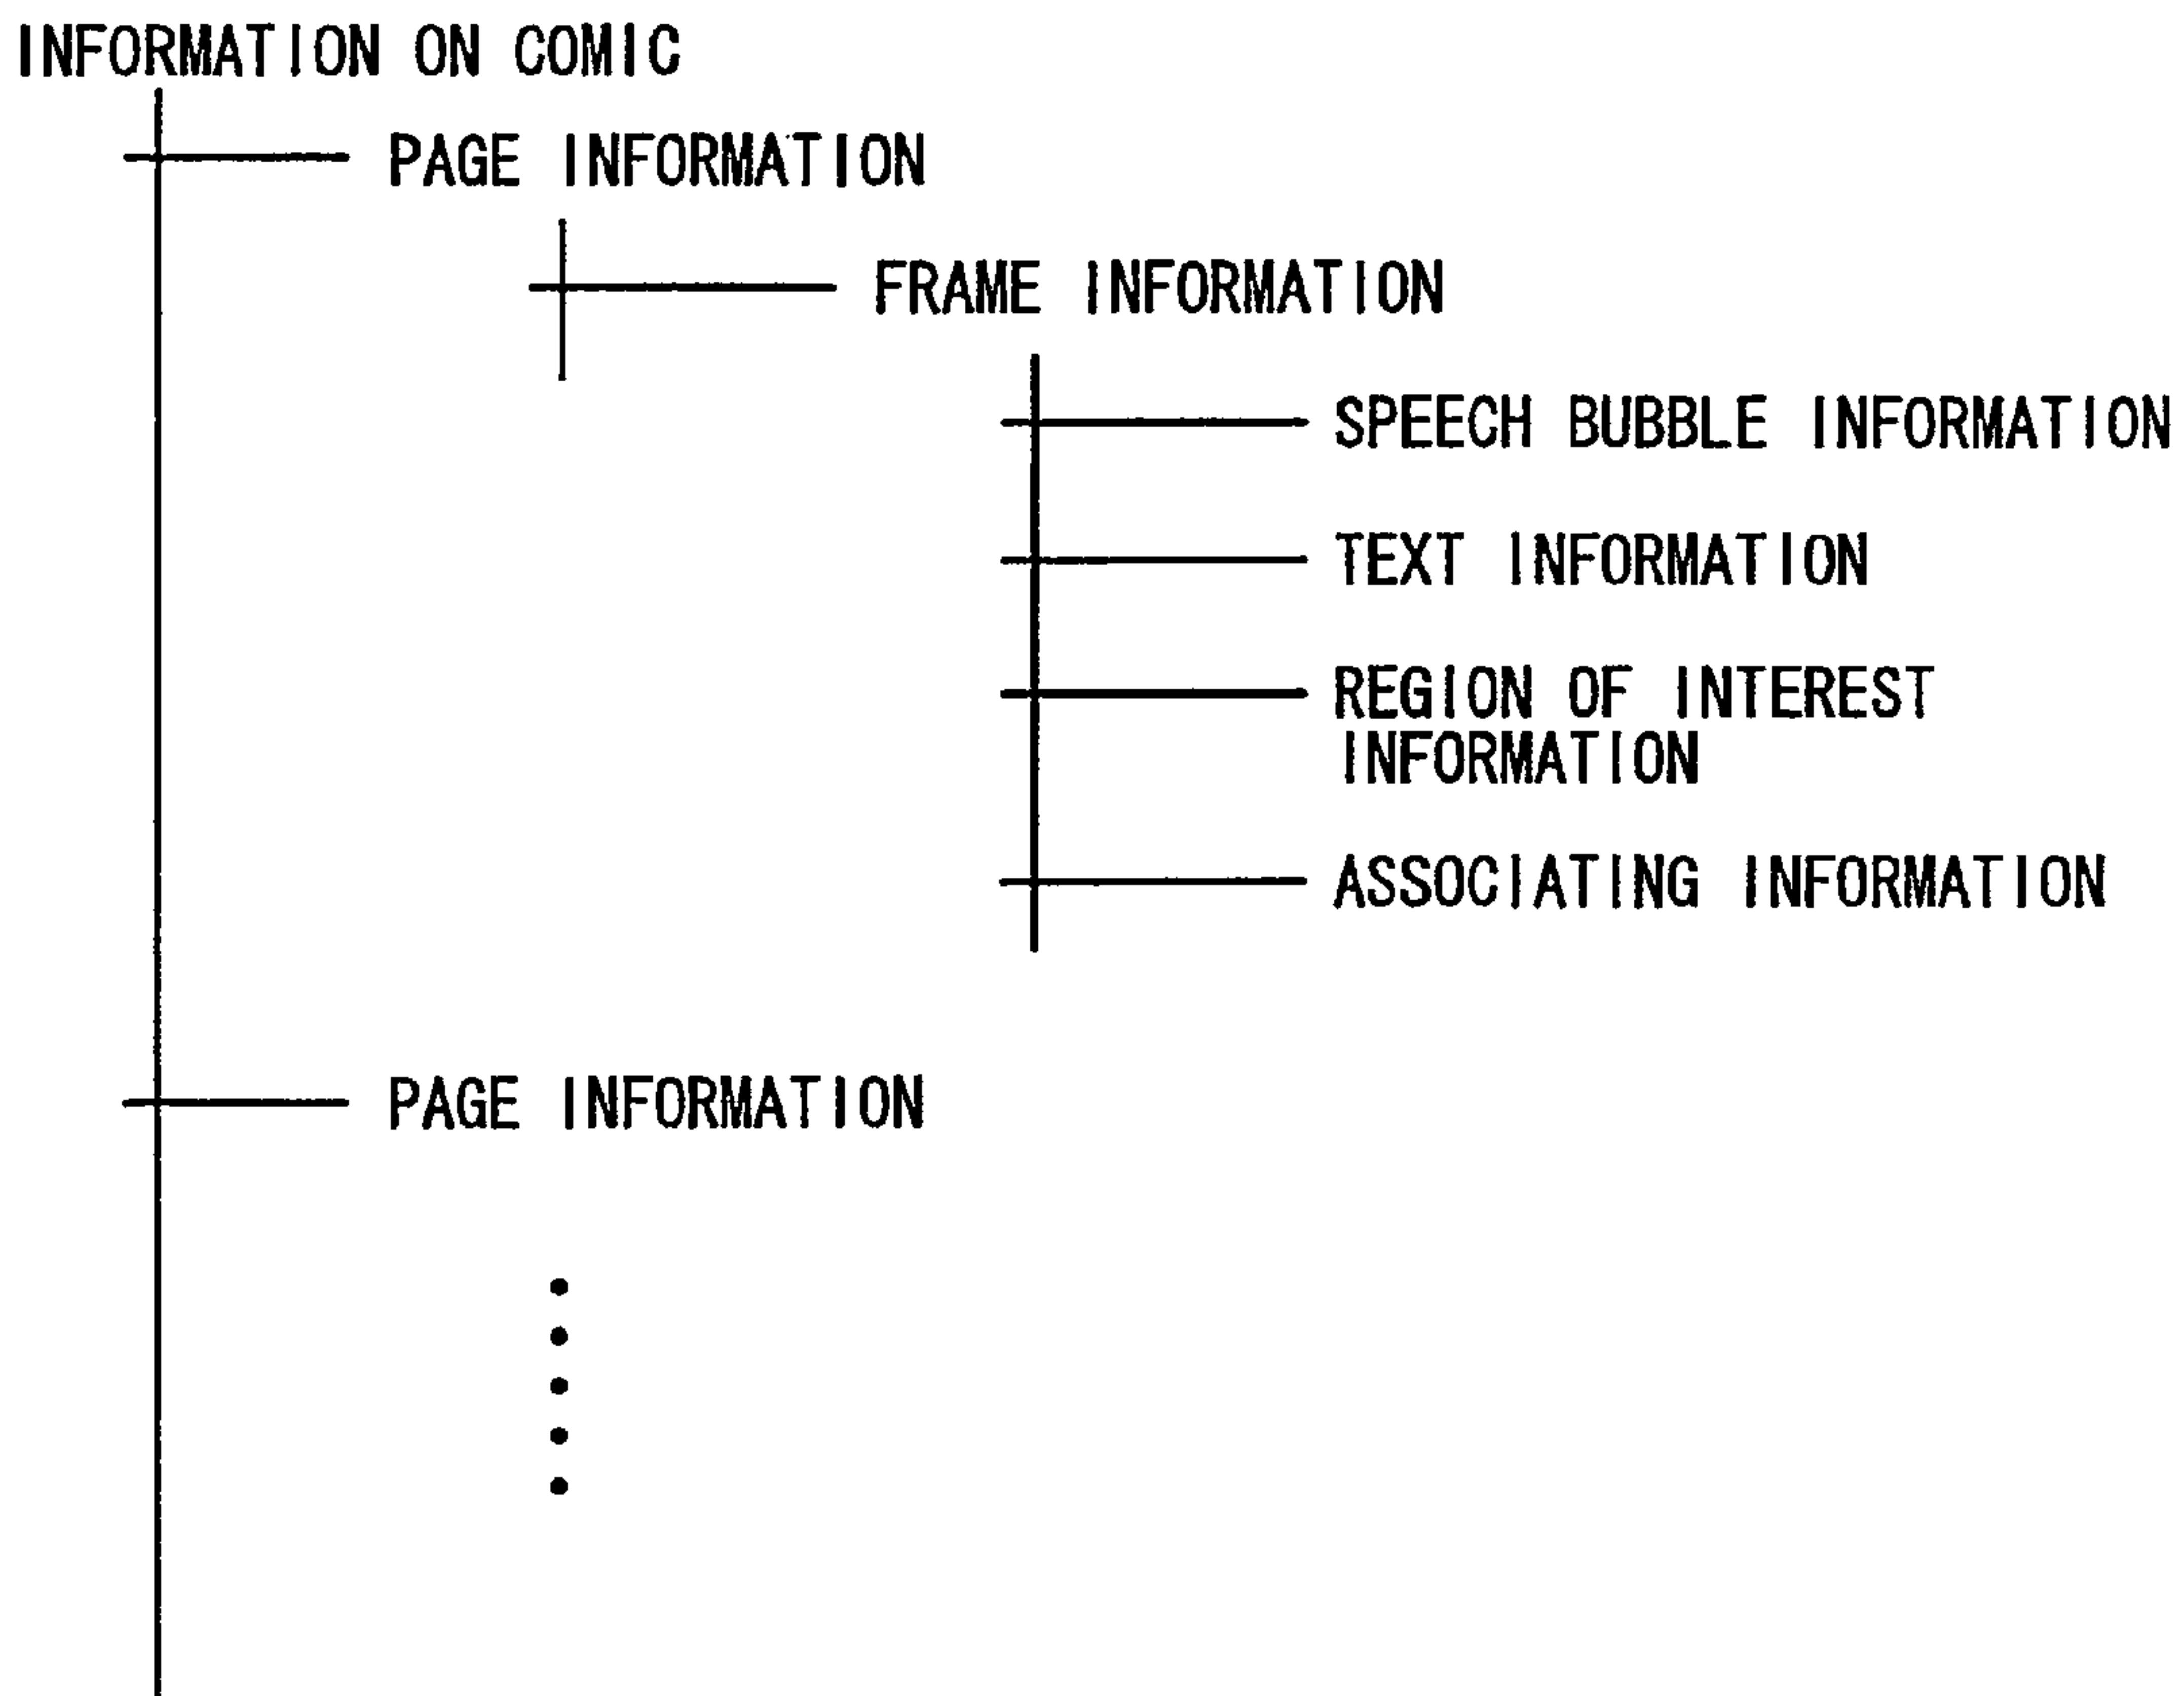 INFORMATION ON COMIC
PAGE INFORMATION
FRAME INFORMATION
SPEECH BUBBLE INFORMATION
TEXT INFORMATION
REGION OF INTEREST
INFORMATION
ASSOCIATING INFORMATION
PAGE INFORMATION